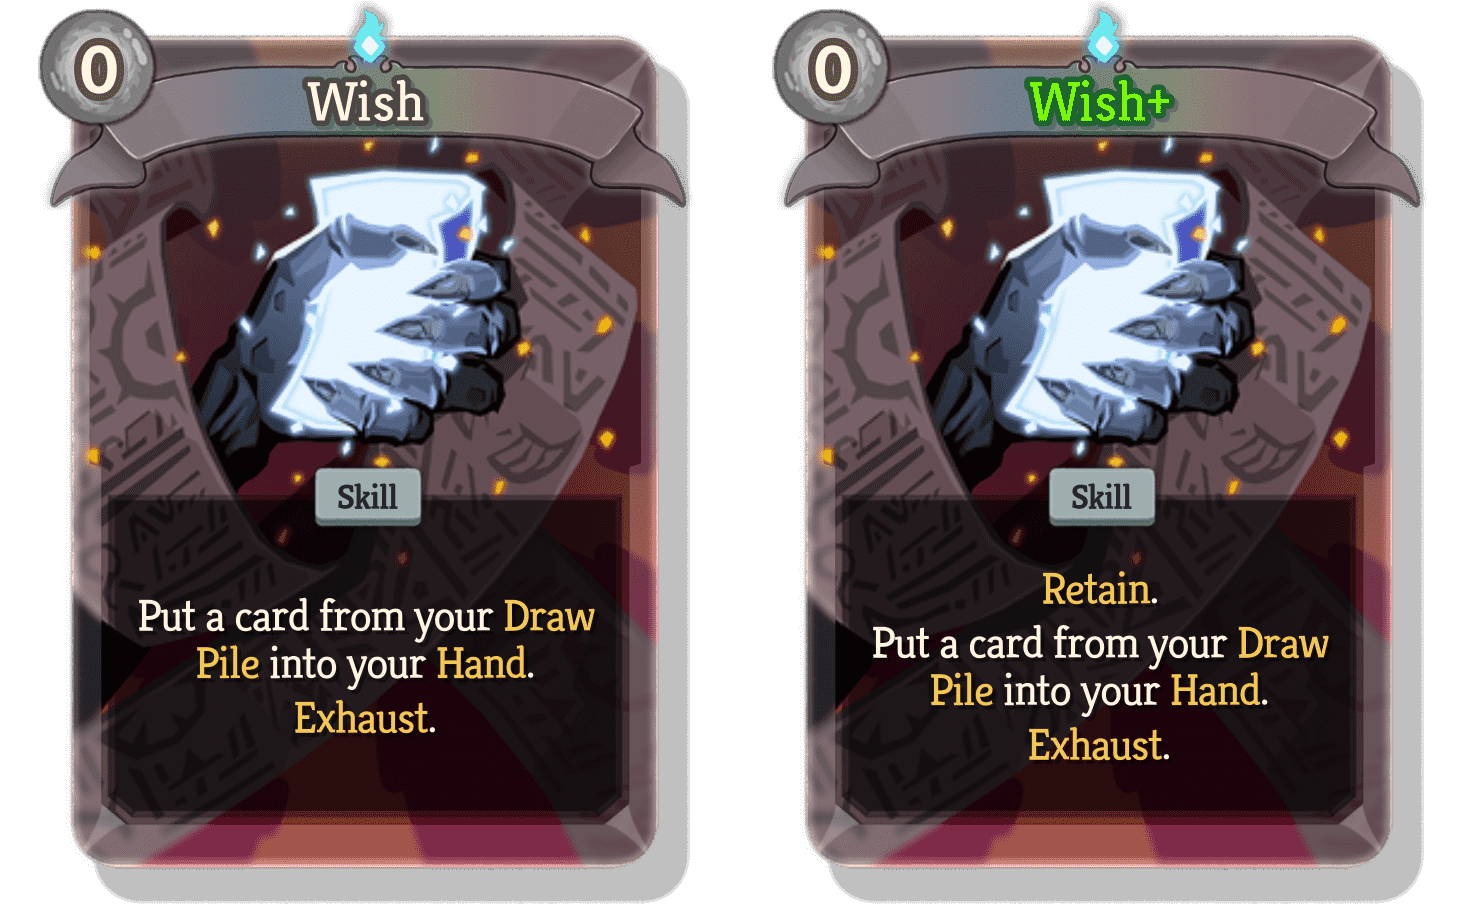 0
Wish
Skill
Put a card from your Draw
Pile into your Hand.
Exhaust.
0
Wish+
Skill
Retain.
Put a card from your Draw
Pile into your Hand.
Exhaust.